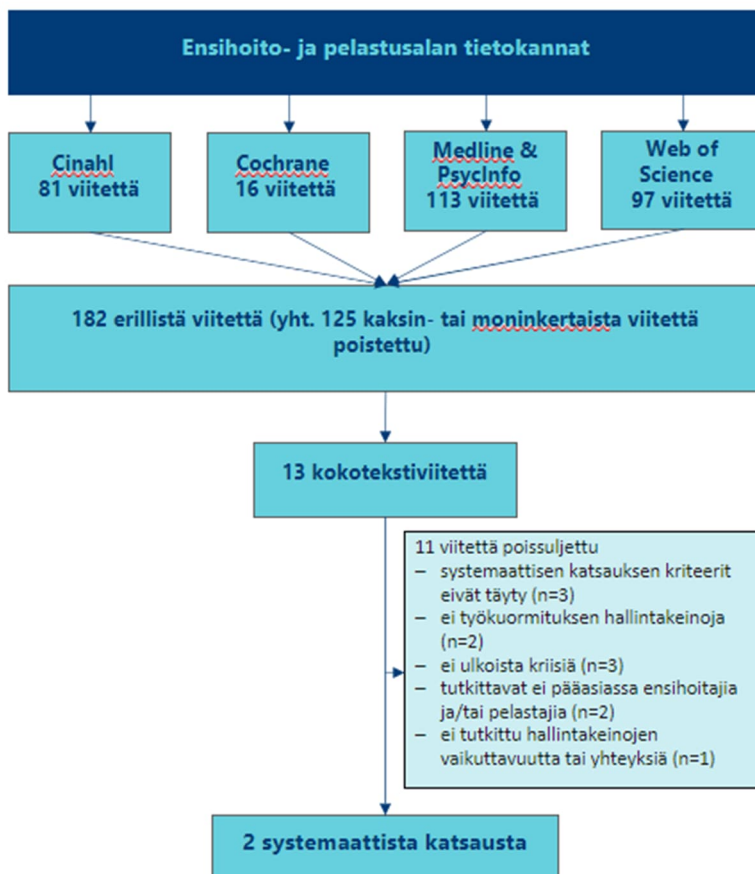 Ensihoito- ja pelastusalan tietokannat
Cinahl
81 viitettä
Cochrane
16 viitettä
Medline &
PsycInfo
113 viitettä
Web of
Science
97 viitettä
182 erillistä viitettä (yht. 125 kaksin- tai moninkertaista viitettä
poistettu)
13 kokotekstiviitettä
11 viitettä poissuljettu
– systemaattisen katsauksen kriteerit
eivät täyty (n=3)
– ei työkuormituksen hallintakeinoja
(n=2)
– ei ulkoista kriisiä (n=3)
– tutkittavat ei pääasiassa ensihoitajia
ja/tai pelastajia (n=2)
– ei tutkittu hallintakeinojen
vaikuttavuutta tai yhteyksiä (n=1)
2 systemaattista katsausta